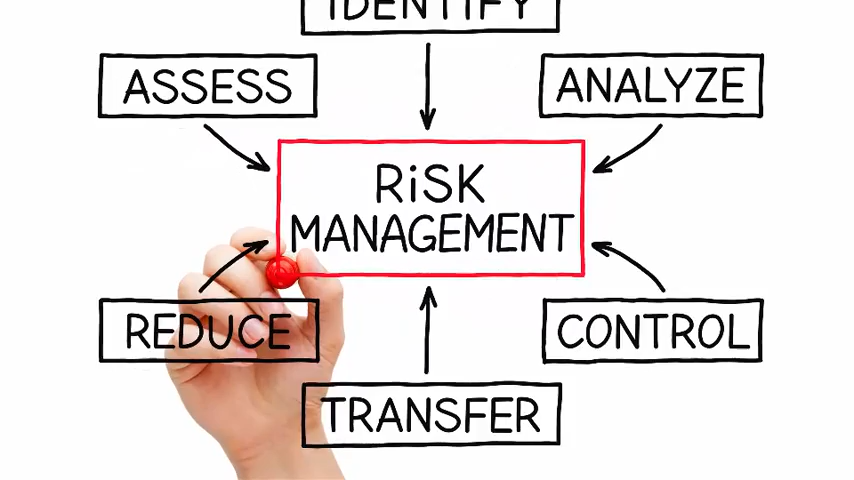 IDENTIFY
ASSESS
ANALYZE
RiSK
MANAGEMENT
REDUCE
CONTROL
TRANSFER